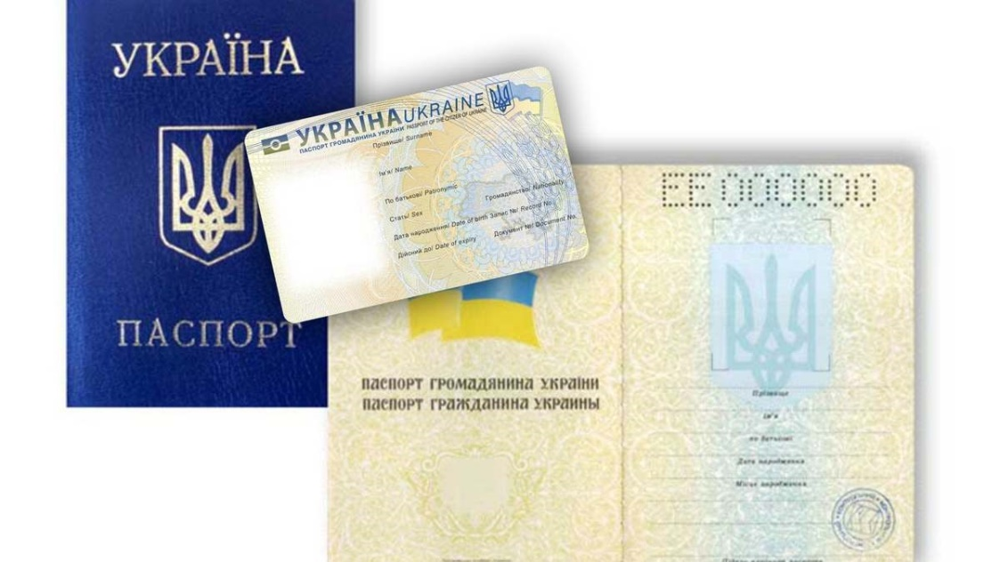 УКРАЇНА
ПАСПОРТ
УКРАЇНА UKRAINE
ПАСПОРТ ГРОМАДЯНИНА УКРАЇНИ PASSPORT OF THE CITIZEN OF UKRAINE
Прізвище/ Surname
Ім'я/ Name
По батькові/ Patronymic
Стать/ Sex Громадянство/ Nationality
Дата народження/ Date of birth Запис №/ Record No.
Дійсний до/ Date of expiry Документ №/ Document No.
ПАСПОРТ ГРОМАДЯНИНА УКРАЇНИ
ПАСПОРТ ГРАЖДАНИНА УКРАИНЫ
ЕЕ 000000
Прізвище
Ім'я
по батькові
Дата народження
Місце народження